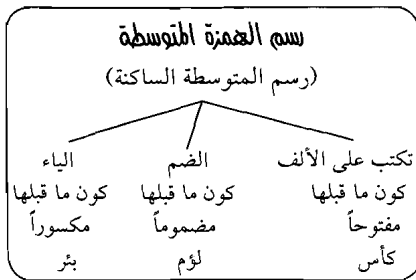 رسم الهمزة المتوسطة
(رسم المتوسطة الساكنة)
تكتب على الألف
كون ما قبلها
مفتوحاً
كأس
الضم
كون ما قبلها
مضموماً
لؤم
الياء
كون ما قبلها
مكسوراً
بئر